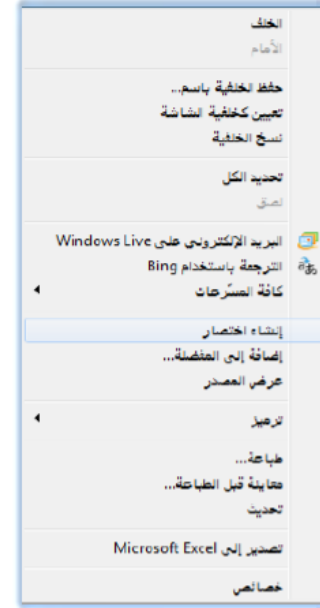 الخلف
الأمام
حفظ الخلفية باسم...
تعيين كخلفية الشاشة
نسخ الخلفية
تحديد الكل
لصق
البريد الإلكتروني على Windows Live
الترجمة باستخدام Bing
كافة المسرّعات
إنشاء اختصار
إضافة إلى المفضلة...
عرض المصدر
ترميز
طباعة...
معاينة قبل الطباعة...
تحديث
تصدير إلى Microsoft Excel
خصائص